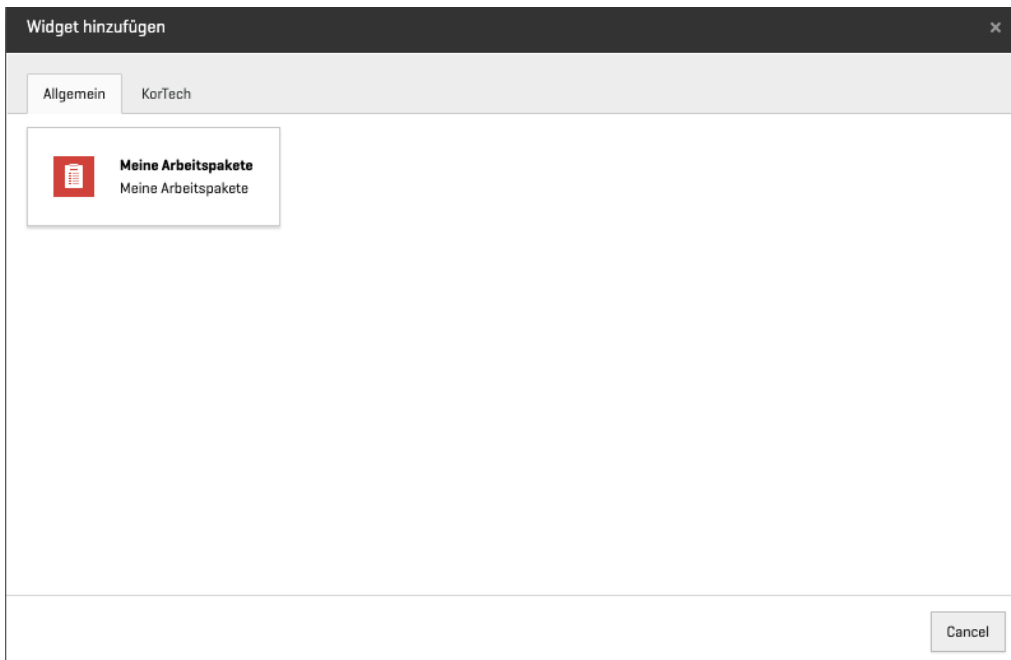 Widget hinzufügen
×
Allgemein
KorTech
Meine Arbeitspakete
Meine Arbeitspakete
Cancel